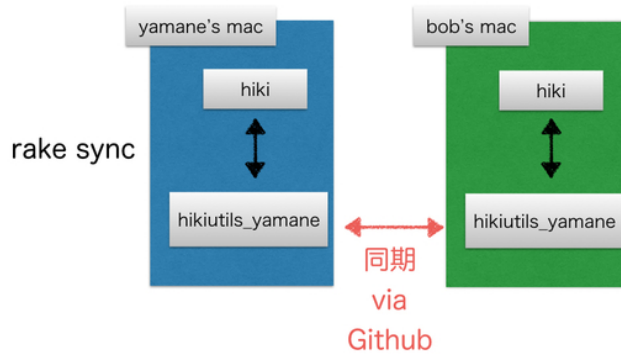 yamane's mac
bob's mac
hiki
hiki
rake sync
hikiutils_yamane
hikiutils_yamane
同期
via
Github